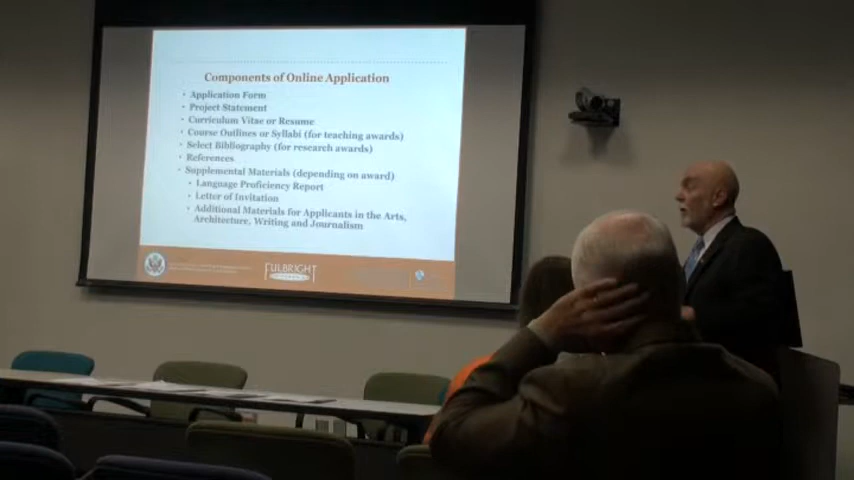 Components of Online Application
• Application Form
• Project Statement
• Curriculum Vitae or Resume
• Course Outlines or Syllabi (for teaching awards)
• Select Bibliography (for research awards)
• References
• Supplemental Materials (depending on award)
• Language Proficiency Report
• Letter of Invitation
• Additional Materials for Applicants in the Arts,
Architecture, Writing and Journalism
FULBRIGHT